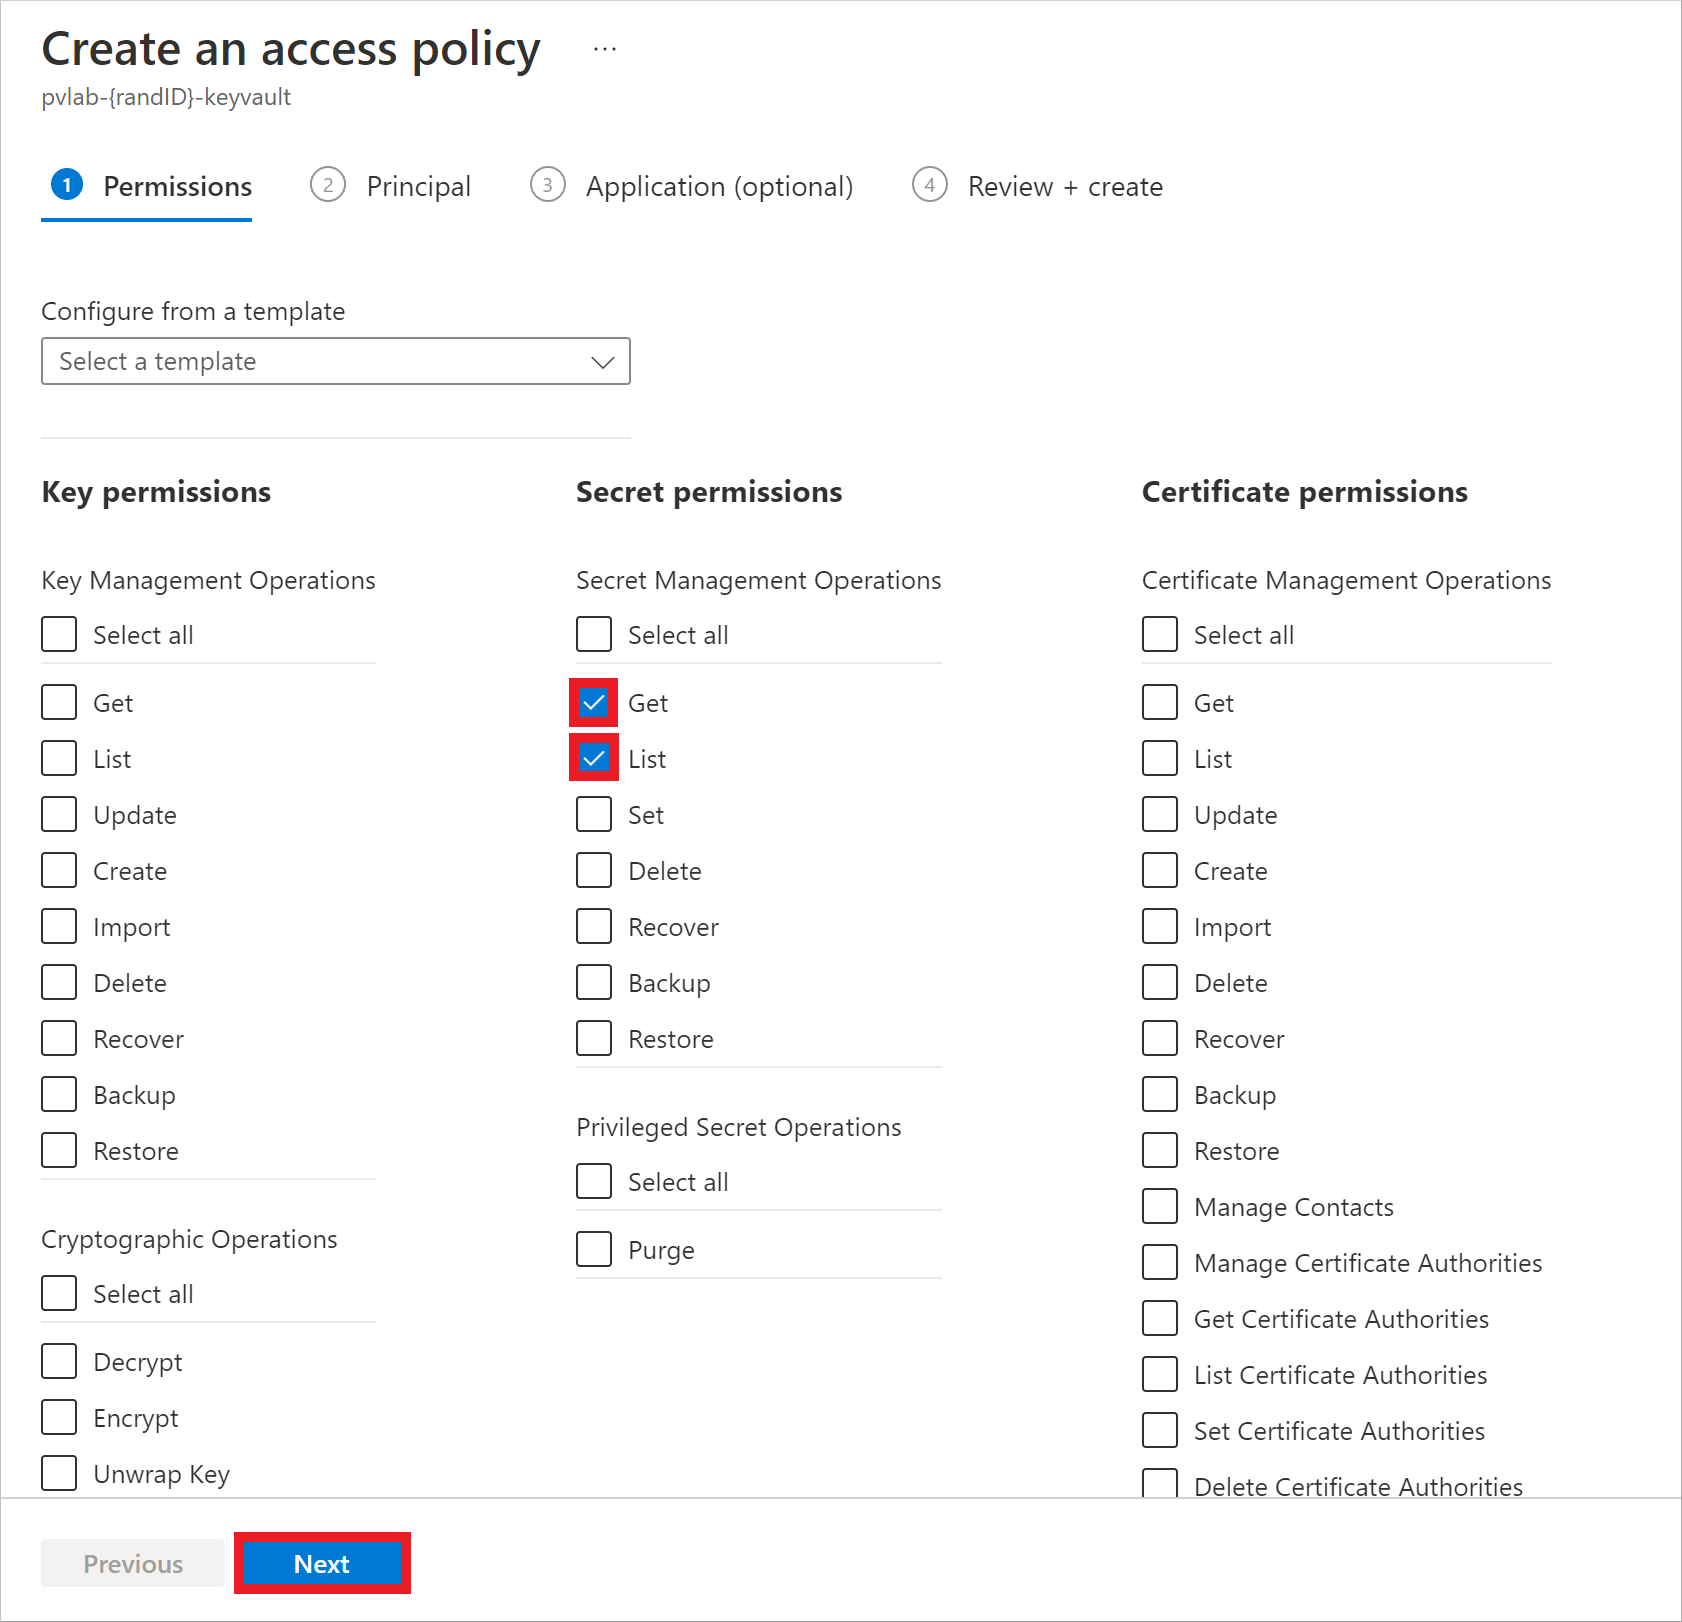 Create an access policy ...
pvlab-{randID}-keyvault
1 Permissions
2 Principal
3 Application (optional)
4 Review + create
Configure from a template
Select a template
Key permissions
Key Management Operations
Select all
Get
List
Update
Create
Import
Delete
Recover
Backup
Restore
Cryptographic Operations
Select all
Decrypt
Encrypt
Unwrap Key
Secret permissions
Secret Management Operations
Select all
Get
List
Set
Delete
Recover
Backup
Restore
Privileged Secret Operations
Select all
Purge
Certificate permissions
Certificate Management Operations
Select all
Get
List
Update
Create
Import
Delete
Recover
Backup
Restore
Manage Contacts
Manage Certificate Authorities
Get Certificate Authorities
List Certificate Authorities
Set Certificate Authorities
Delete Certificate Authorities
Previous
Next